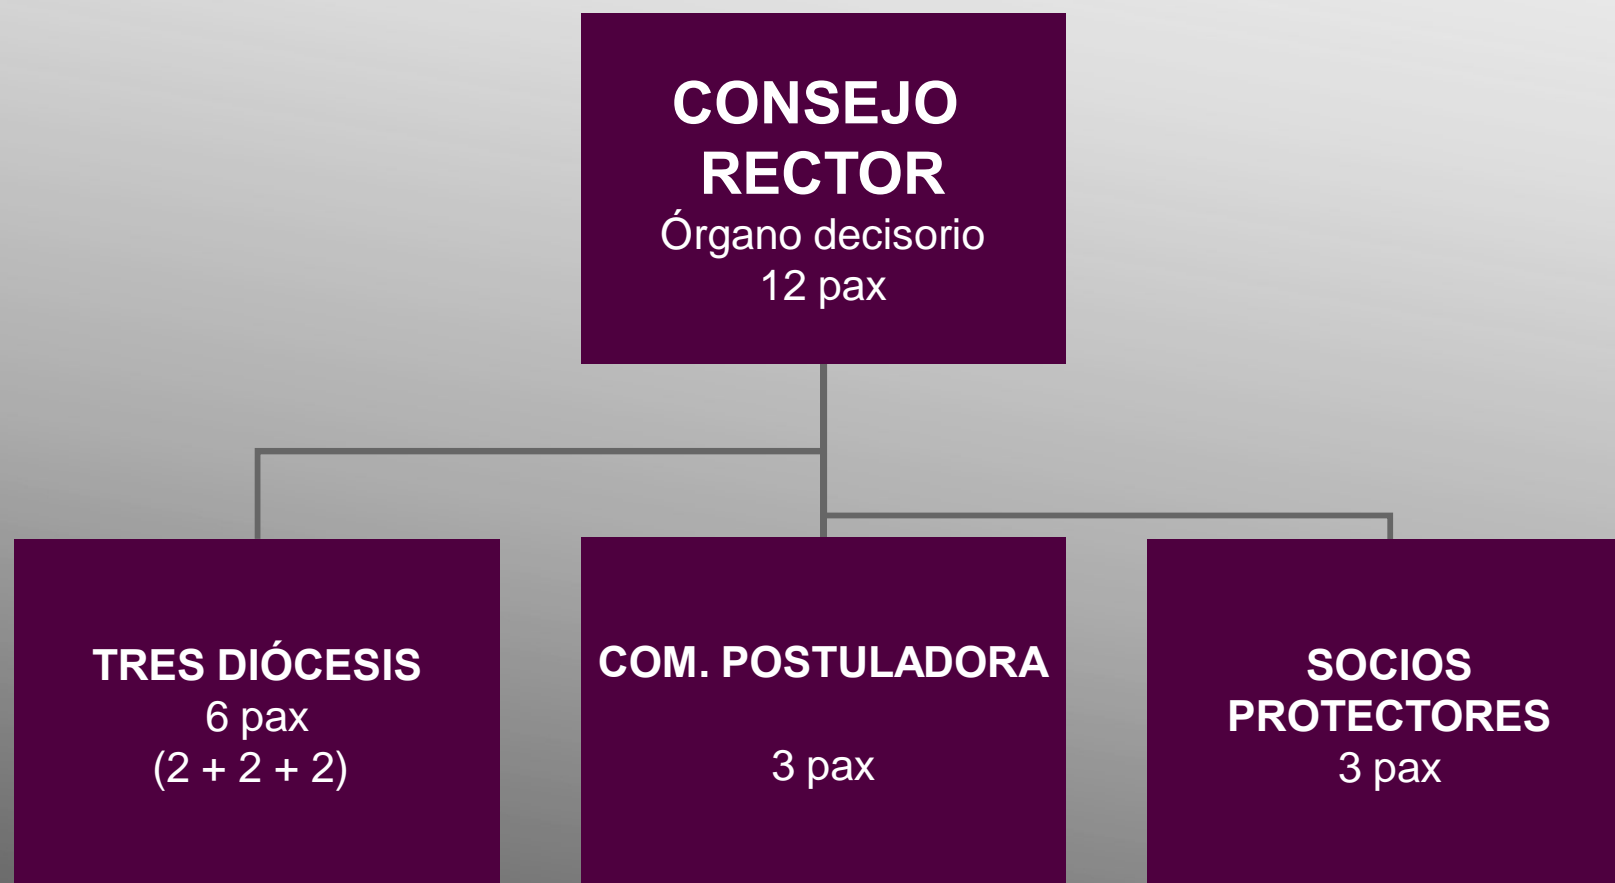 CONSEJO
RECTOR
Órgano decisorio
12 pax
TRES DIÓCESIS
6 pax
(2 + 2 + 2)
COM. POSTULADORA
3 pax
SOCIOS
PROTECTORES
3 pax